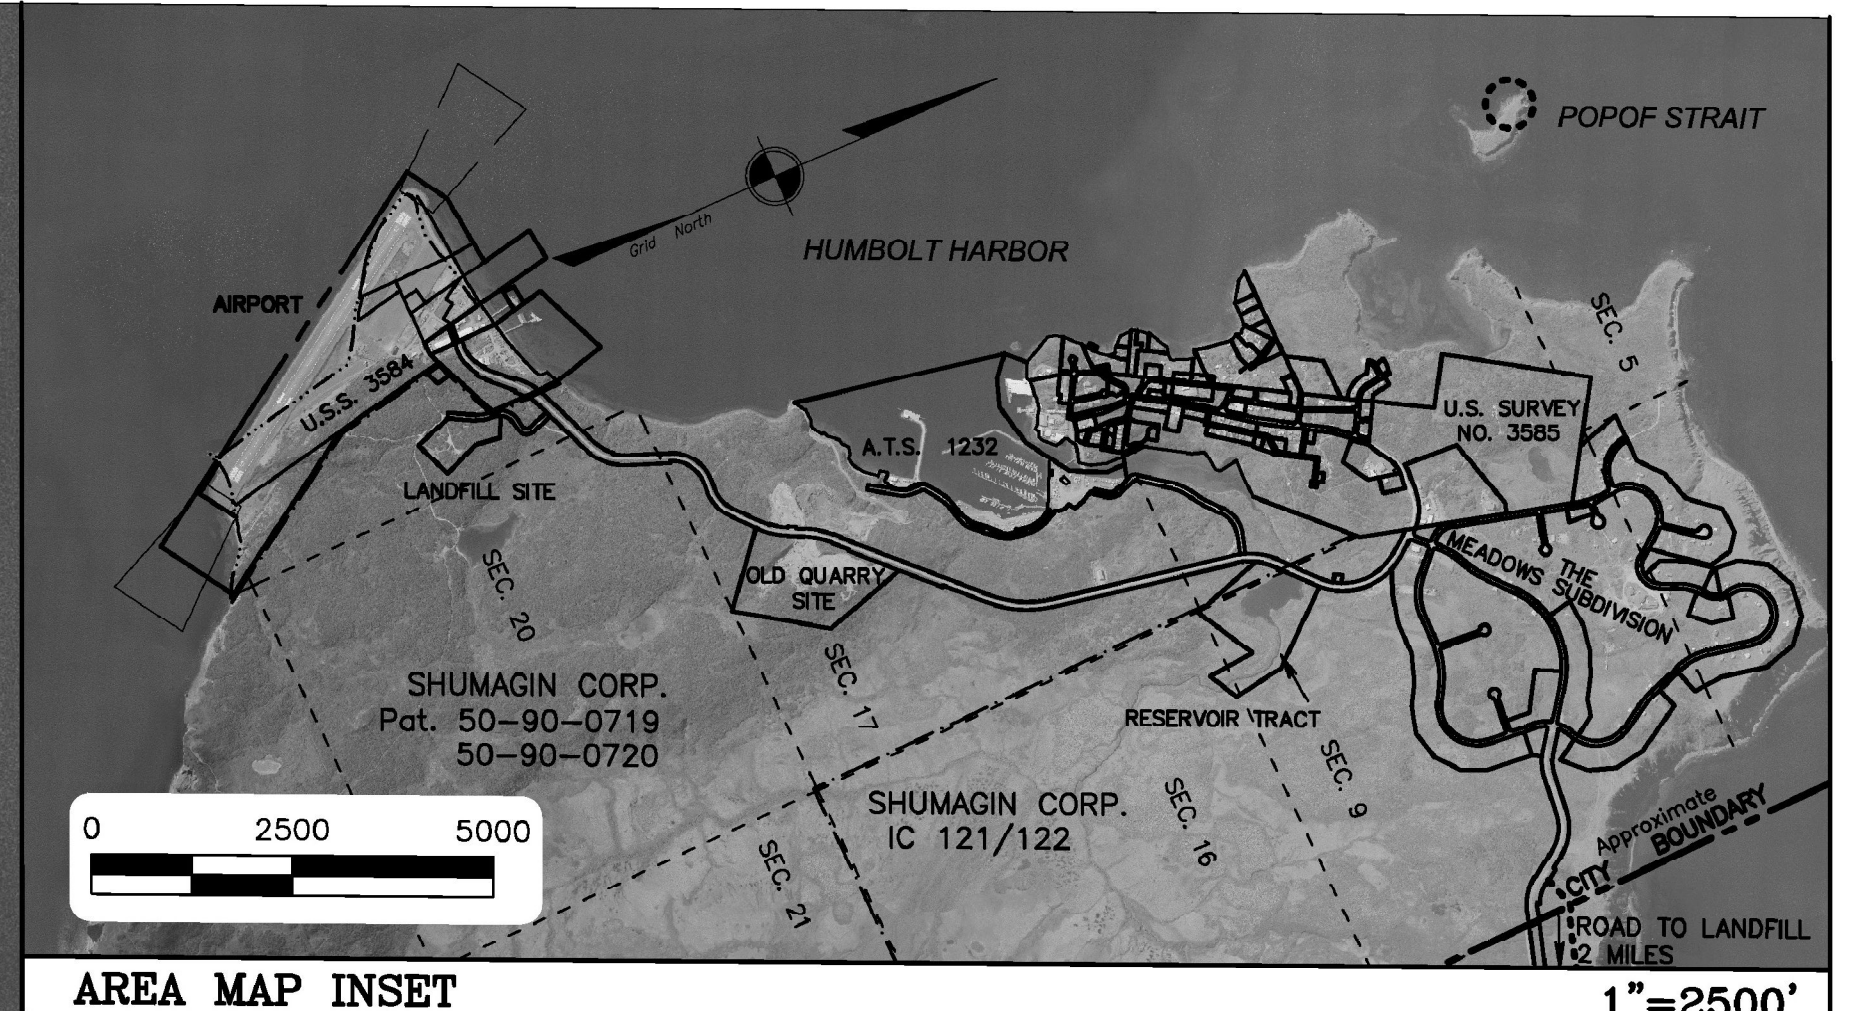 POPOF STRAIT
Grid North
HUMBOLT HARBOR
AIRPORT
SEC. 5
U.S.S. 3584
U.S. SURVEY
NO. 3585
A.T.S. 1232
LANDFILL SITE
THE
MEADOWS SUBDIVISION
OLD QUARRY
SITE
SEC. 20
SEC. 17
SHUMAGIN CORP.
Pat. 50-90-0719
50-90-0720
RESERVOIR TRACT
SEC. 9
SHUMAGIN CORP.
IC 121/122
SEC. 16
SEC. 21
Approximate
CITY BOUNDARY
0 2500 5000
ROAD TO LANDFILL
2 MILES
AREA MAP INSET
1"=2500'